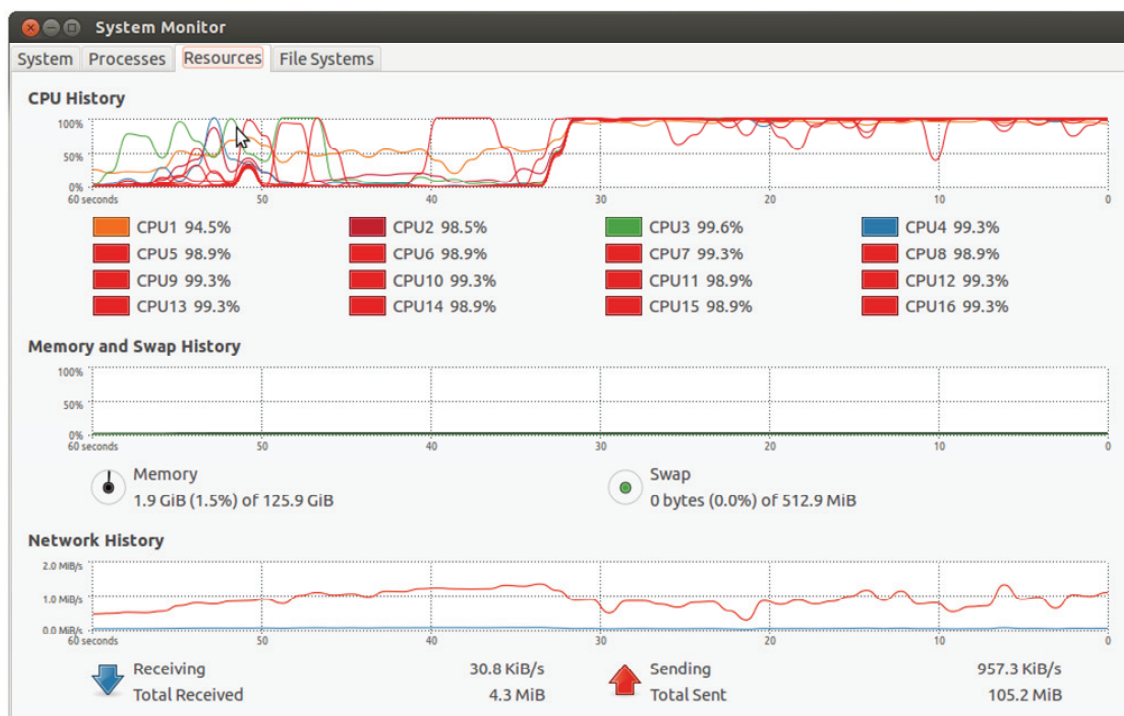 System Monitor
System Processes Resources File Systems
CPU History
100%
50%
0%
60 seconds 50 40 30 20 10 0
CPU1 94.5% CPU2 98.5% CPU3 99.6% CPU4 99.3%
CPU5 98.9% CPU6 98.9% CPU7 99.3% CPU8 98.9%
CPU9 99.3% CPU10 99.3% CPU11 98.9% CPU12 99.3%
CPU13 99.3% CPU14 98.9% CPU15 98.9% CPU16 99.3%
Memory and Swap History
100%
50%
0%
60 seconds 50 40 30 20 10 0
Memory Swap
1.9 GiB (1.5%) of 125.9 GiB 0 bytes (0.0%) of 512.9 MiB
Network History
2.0 MiB/s
1.0 MiB/s
0.0 MiB/s
60 seconds 50 40 30 20 10 0
Receiving 30.8 KiB/s Sending 957.3 KiB/s
Total Received 4.3 MiB Total Sent 105.2 MiB